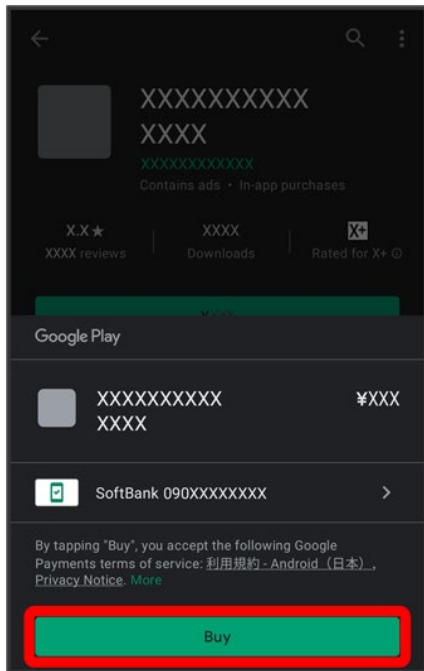 XXXXXXXXXX
XXXX
XXXXXXXXXXXX
Contains ads • In-app purchases
X.X★ XXXX X+
XXXX reviews Downloads Rated for X+
Google Play
XXXXXXXXXX ¥XXX
XXXX
SoftBank 090XXXXXXXX
By tapping "Buy", you accept the following Google
Payments terms of service: 利用規約 - Android（日本）,
Privacy Notice. More
Buy